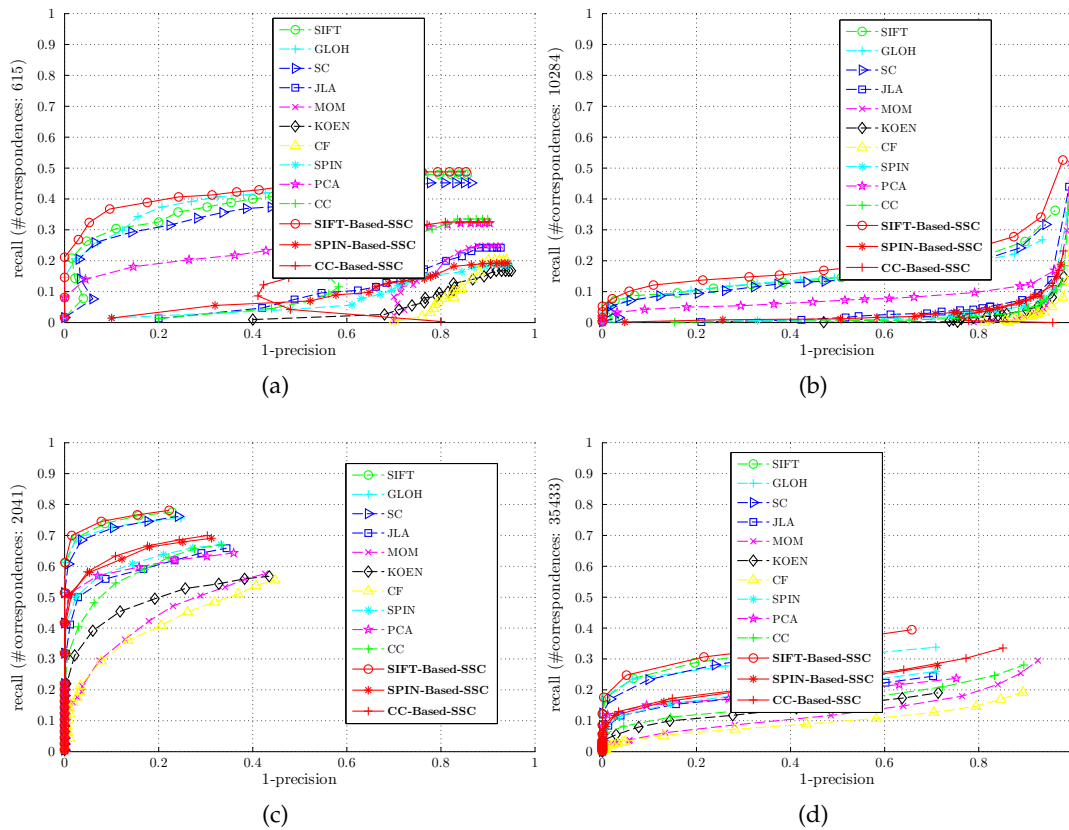 recall (#correspondences: 615)
1
0.9
0.8
0.7
0.6
0.5
0.4
0.3
0.2
0.1
0
0
0.2
0.4
0.6
0.8
1
1-precision
SIFT
GLOH
SC
JLA
MOM
KOEN
CF
SPIN
PCA
CC
SIFT-Based-SSC
SPIN-Based-SSC
CC-Based-SSC
(a)
recall (#correspondences: 10284)
1
0.9
0.8
0.7
0.6
0.5
0.4
0.3
0.2
0.1
0
0
0.2
0.4
0.6
0.8
1-precision
SIFT
GLOH
SC
JLA
MOM
KOEN
CF
SPIN
PCA
CC
SIFT-Based-SSC
SPIN-Based-SSC
CC-Based-SSC
(b)
recall (#correspondences: 2041)
1
0.9
0.8
0.7
0.6
0.5
0.4
0.3
0.2
0.1
0
0
0.2
0.4
0.6
0.8
1
1-precision
SIFT
GLOH
SC
JLA
MOM
KOEN
CF
SPIN
PCA
CC
SIFT-Based-SSC
SPIN-Based-SSC
CC-Based-SSC
(c)
recall (#correspondences: 35433)
1
0.9
0.8
0.7
0.6
0.5
0.4
0.3
0.2
0.1
0
0
0.2
0.4
0.6
0.8
1-precision
SIFT
GLOH
SC
JLA
MOM
KOEN
CF
SPIN
PCA
CC
SIFT-Based-SSC
SPIN-Based-SSC
CC-Based-SSC
(d)